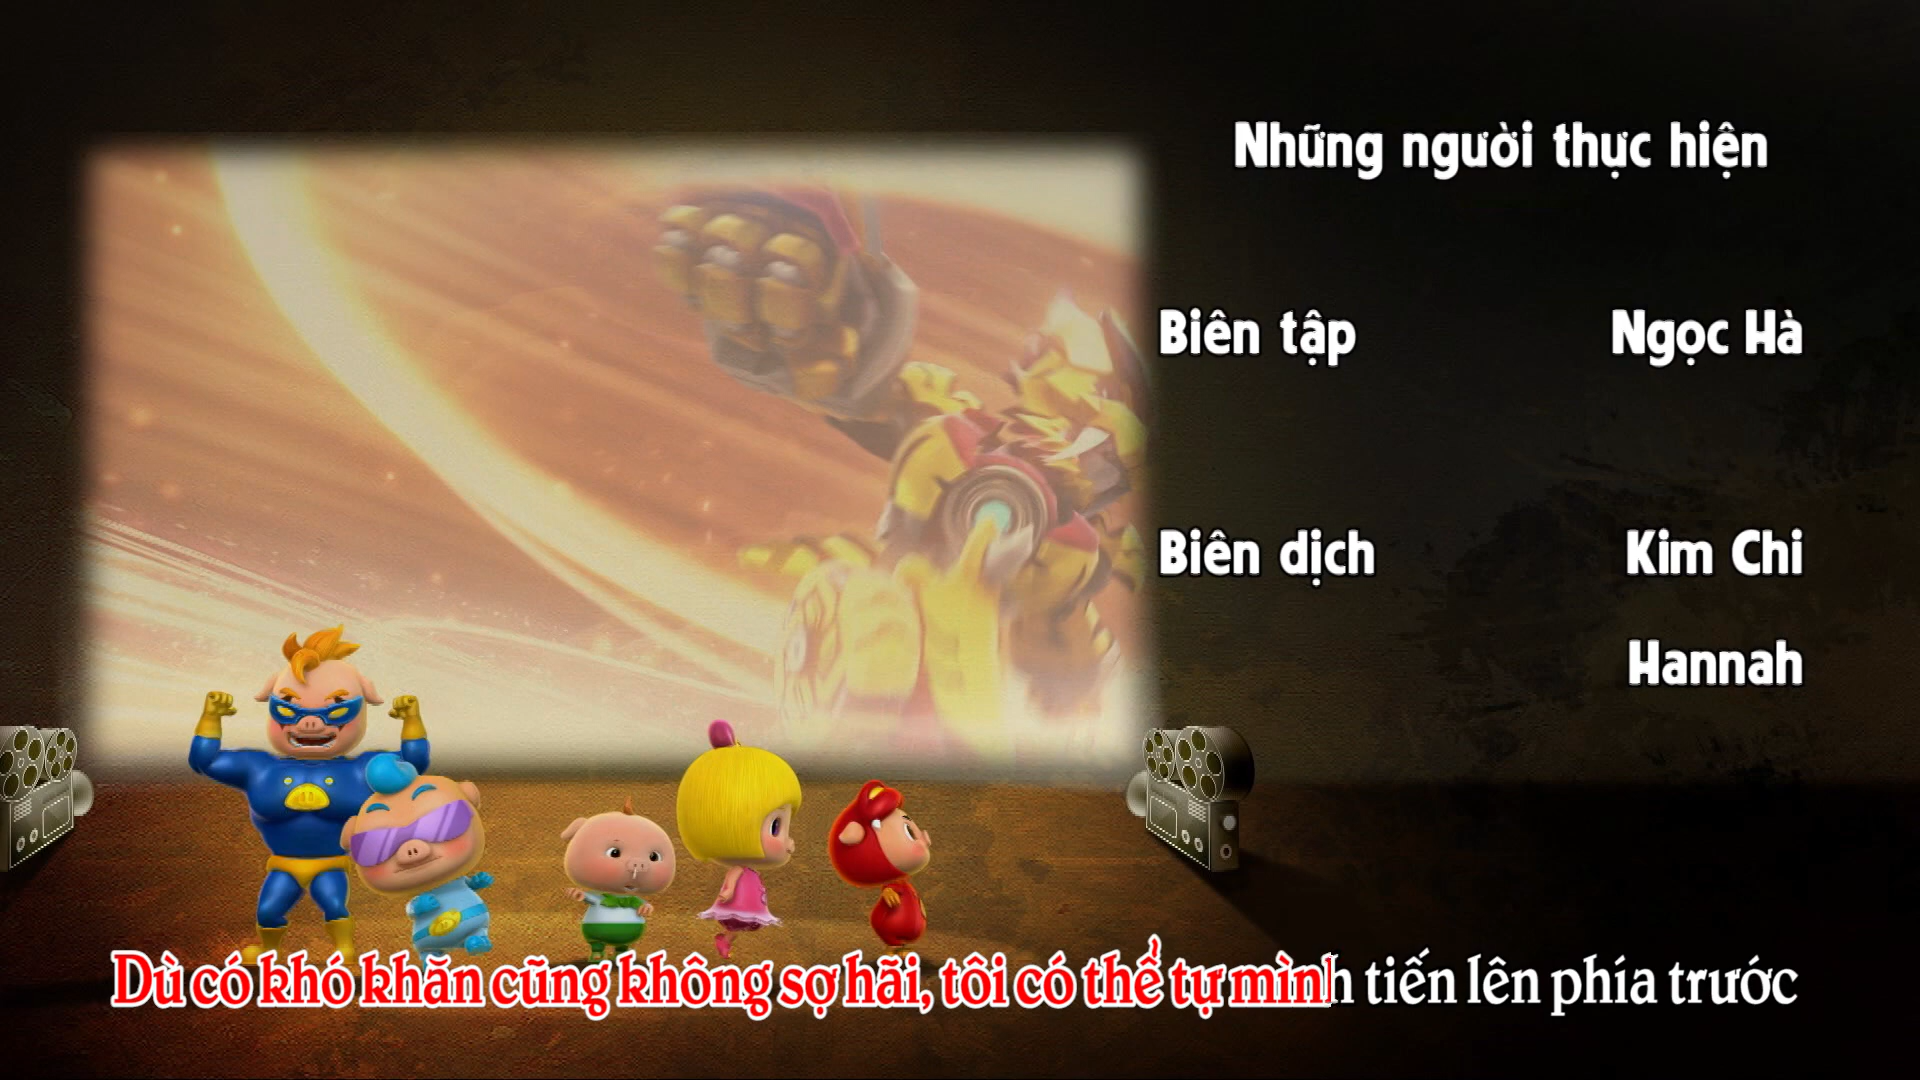 Những người thực hiện
Biên tập Ngọc Hà
Biên dịch Kim Chi
Hannah
Dù có khó khăn cũng không sợ hãi, tôi có thể tự mình tiến lên phía trước